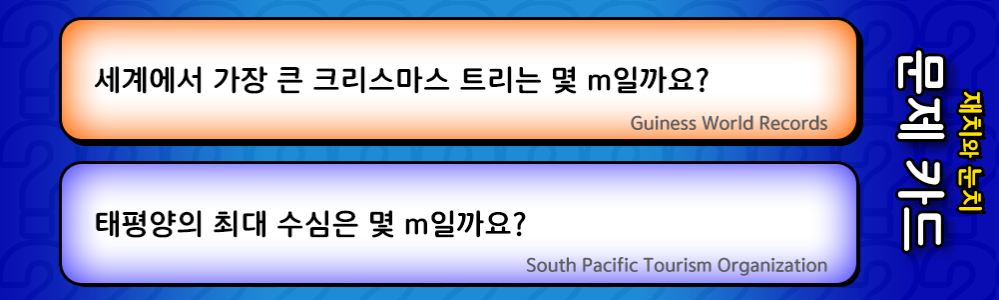 세계에서 가장 큰 크리스마스 트리는 몇 m일까요?
Guiness World Records
태평양의 최대 수심은 몇 m일까요?
South Pacific Tourism Organization
재치와 눈치
문제 카드